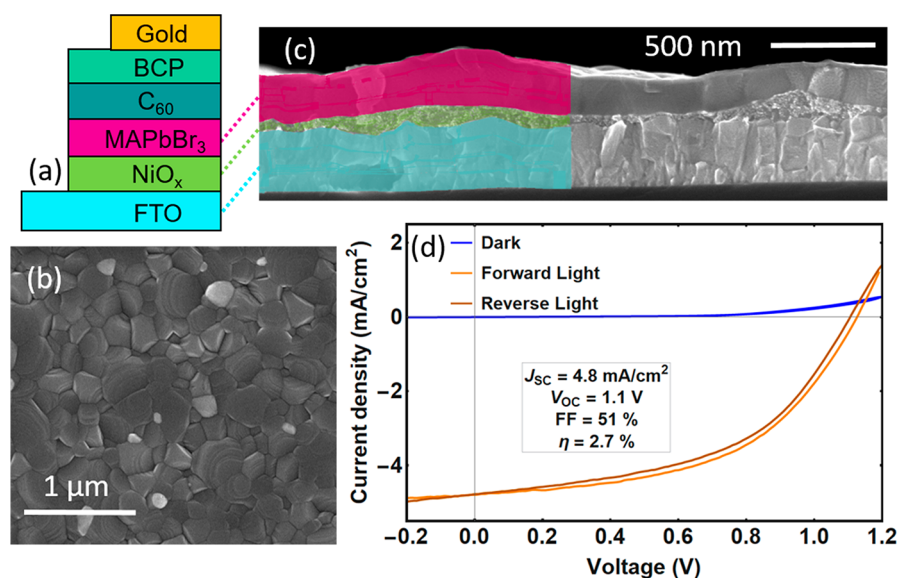 Gold
BCP
C₆₀
MAPbBr₃
(a)
NiOₓ
FTO
(c)
500 nm
(b)
1 μm
(d)
Dark
Forward Light
Reverse Light
J_SC = 4.8 mA/cm²
V_OC = 1.1 V
FF = 51 %
η = 2.7 %
Current density (mA/cm²)
2
0
−2
−4
−0.2 0.0 0.2 0.4 0.6 0.8 1.0 1.2
Voltage (V)